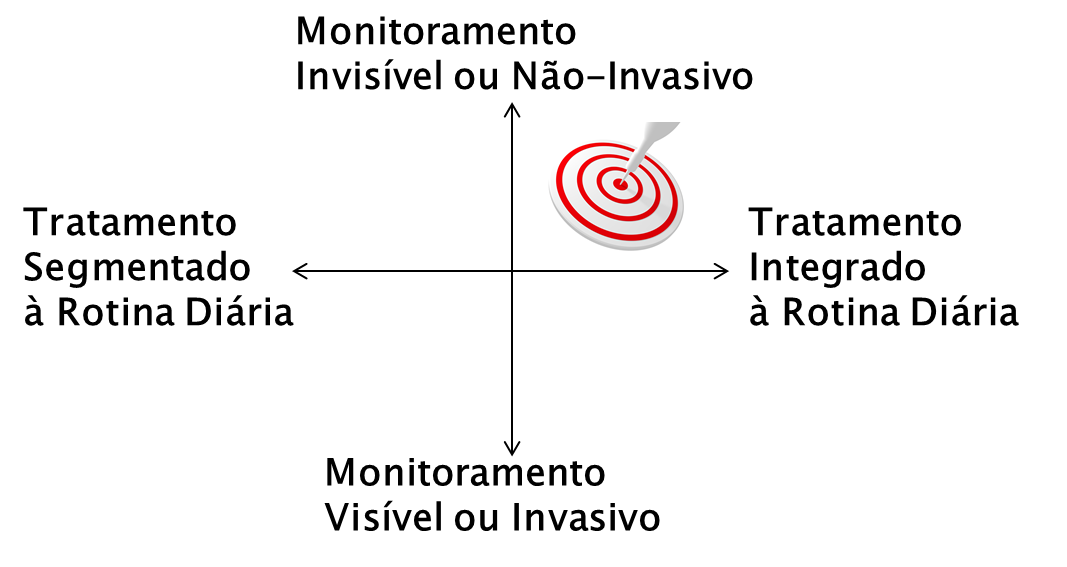 Monitoramento
Invisível ou Não-Invasivo
Tratamento
Segmentado
à Rotina Diária
Tratamento
Integrado
à Rotina Diária
Monitoramento
Visível ou Invasivo